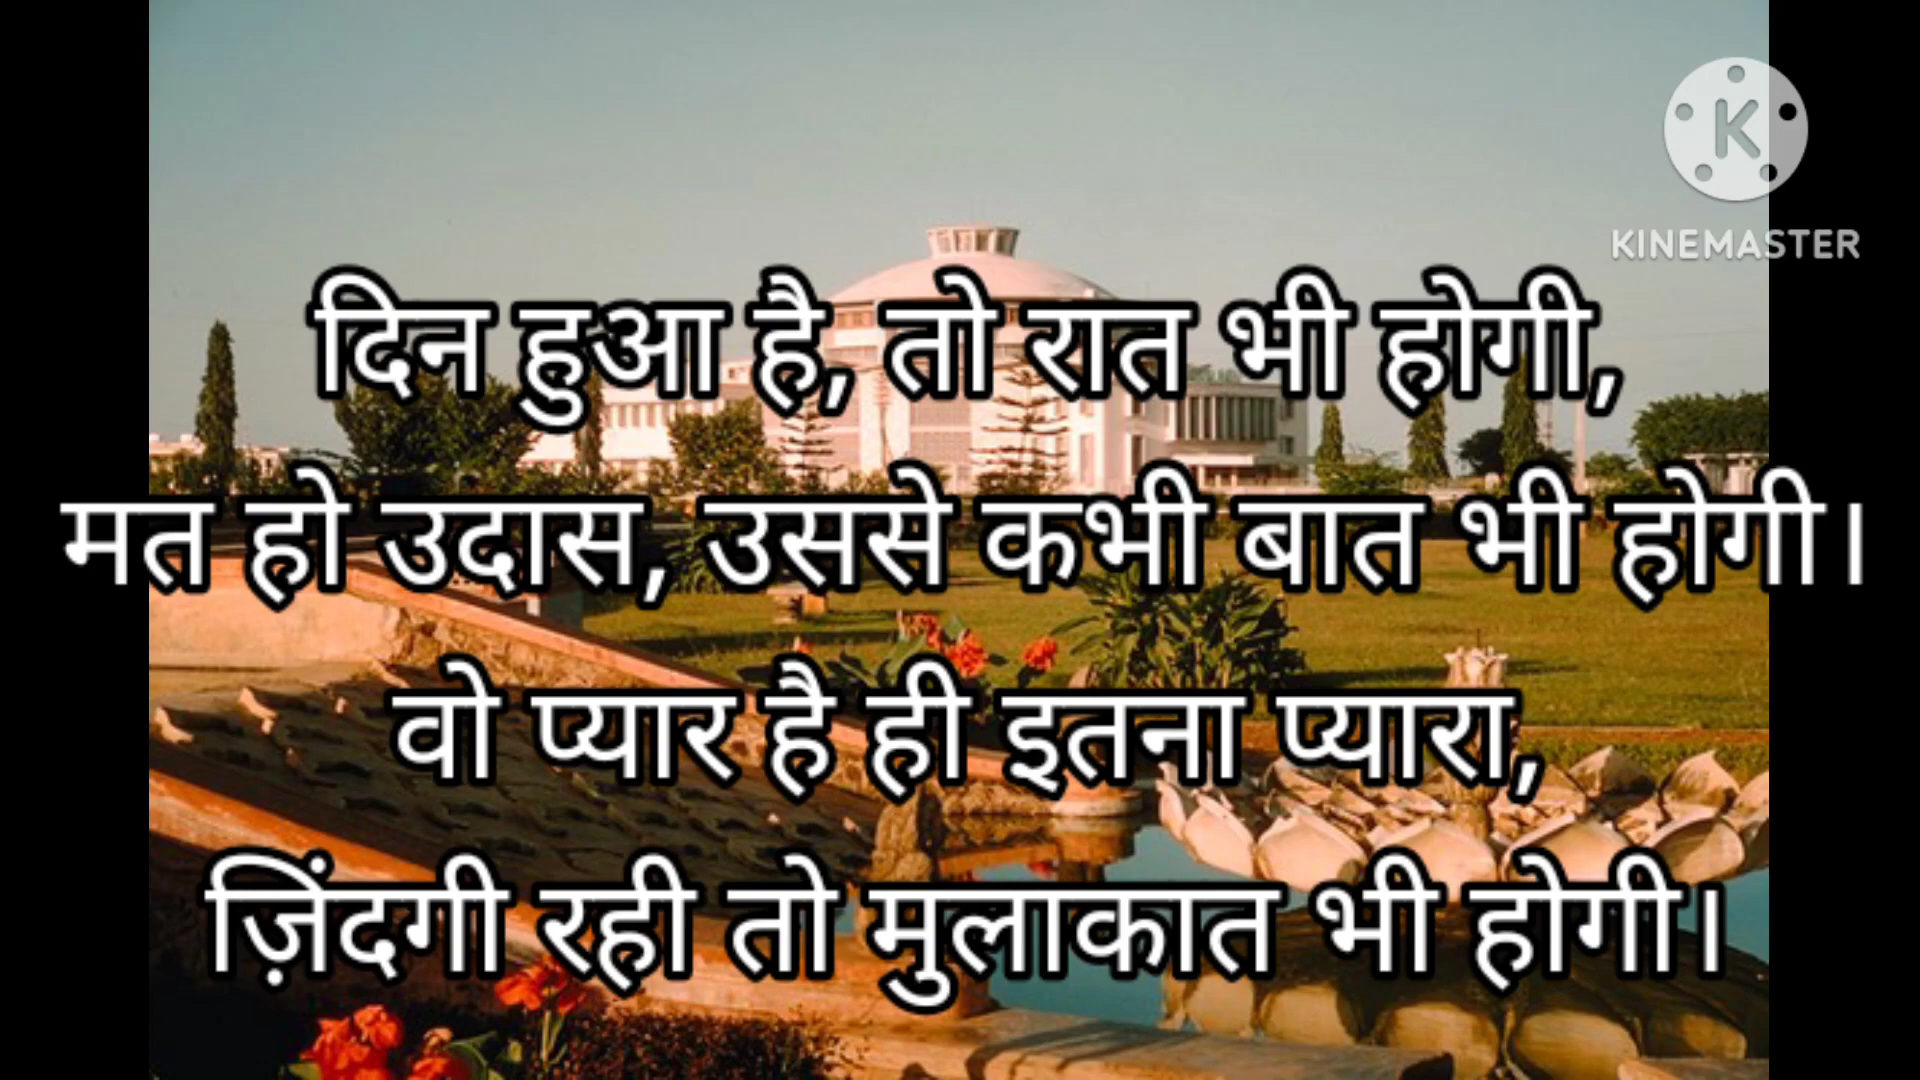 KINEMASTER
दिन हुआ है, तो रात भी होगी,
मत हो उदास, उससे कभी बात भी होगी।
वो प्यार है ही इतना प्यारा,
ज़िंदगी रही तो मुलाकात भी होगी।